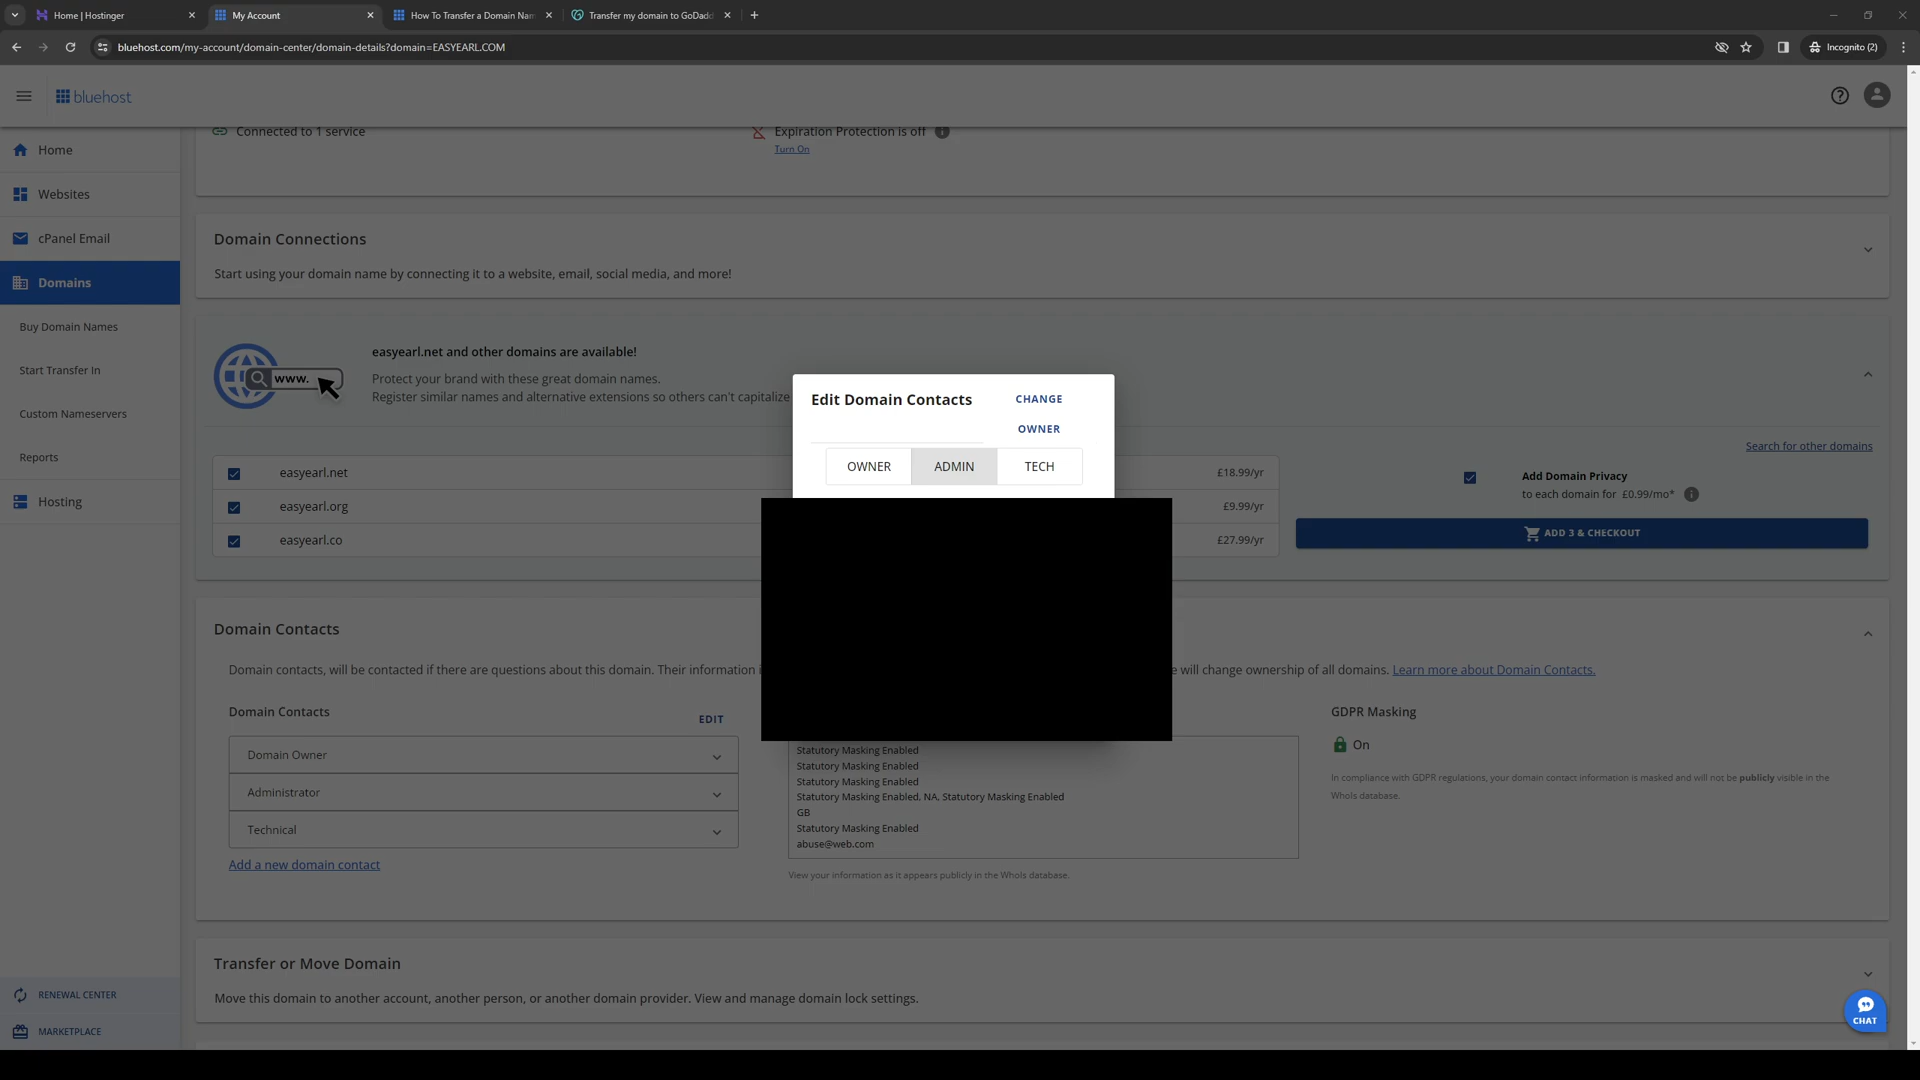 Home | Hostinger
My Account
How To Transfer a Domain Nam
Transfer my domain to GoDadd
bluehost.com/my-account/domain-center/domain-details?domain=EASYEARL.COM
Incognito (2)
bluehost
Home
Websites
cPanel Email
Domains
Buy Domain Names
Start Transfer In
Custom Nameservers
Reports
Hosting
RENEWAL CENTER
MARKETPLACE
Connected to 1 service
Expiration Protection is off
Turn On
Domain Connections
Start using your domain name by connecting it to a website, email, social media, and more!
www.
easyearl.net and other domains are available!
Protect your brand with these great domain names.
Register similar names and alternative extensions so others can't capitalize
Search for other domains
easyearl.net £18.99/yr
easyearl.org £9.99/yr
easyearl.co £27.99/yr
Add Domain Privacy
to each domain for £0.99/mo*
ADD 3 & CHECKOUT
Edit Domain Contacts
CHANGE
OWNER
OWNER ADMIN TECH
Domain Contacts
Domain contacts, will be contacted if there are questions about this domain. Their information i
e will change ownership of all domains. Learn more about Domain Contacts.
Domain Contacts
EDIT
Domain Owner
Administrator
Technical
Add a new domain contact
Statutory Masking Enabled
Statutory Masking Enabled
Statutory Masking Enabled
Statutory Masking Enabled, NA, Statutory Masking Enabled
GB
Statutory Masking Enabled
abuse@web.com
View your information as it appears publicly in the WhoIs database.
GDPR Masking
On
In compliance with GDPR regulations, your domain contact information is masked and will not be publicly visible in the
WhoIs database.
Transfer or Move Domain
Move this domain to another account, another person, or another domain provider. View and manage domain lock settings.
CHAT